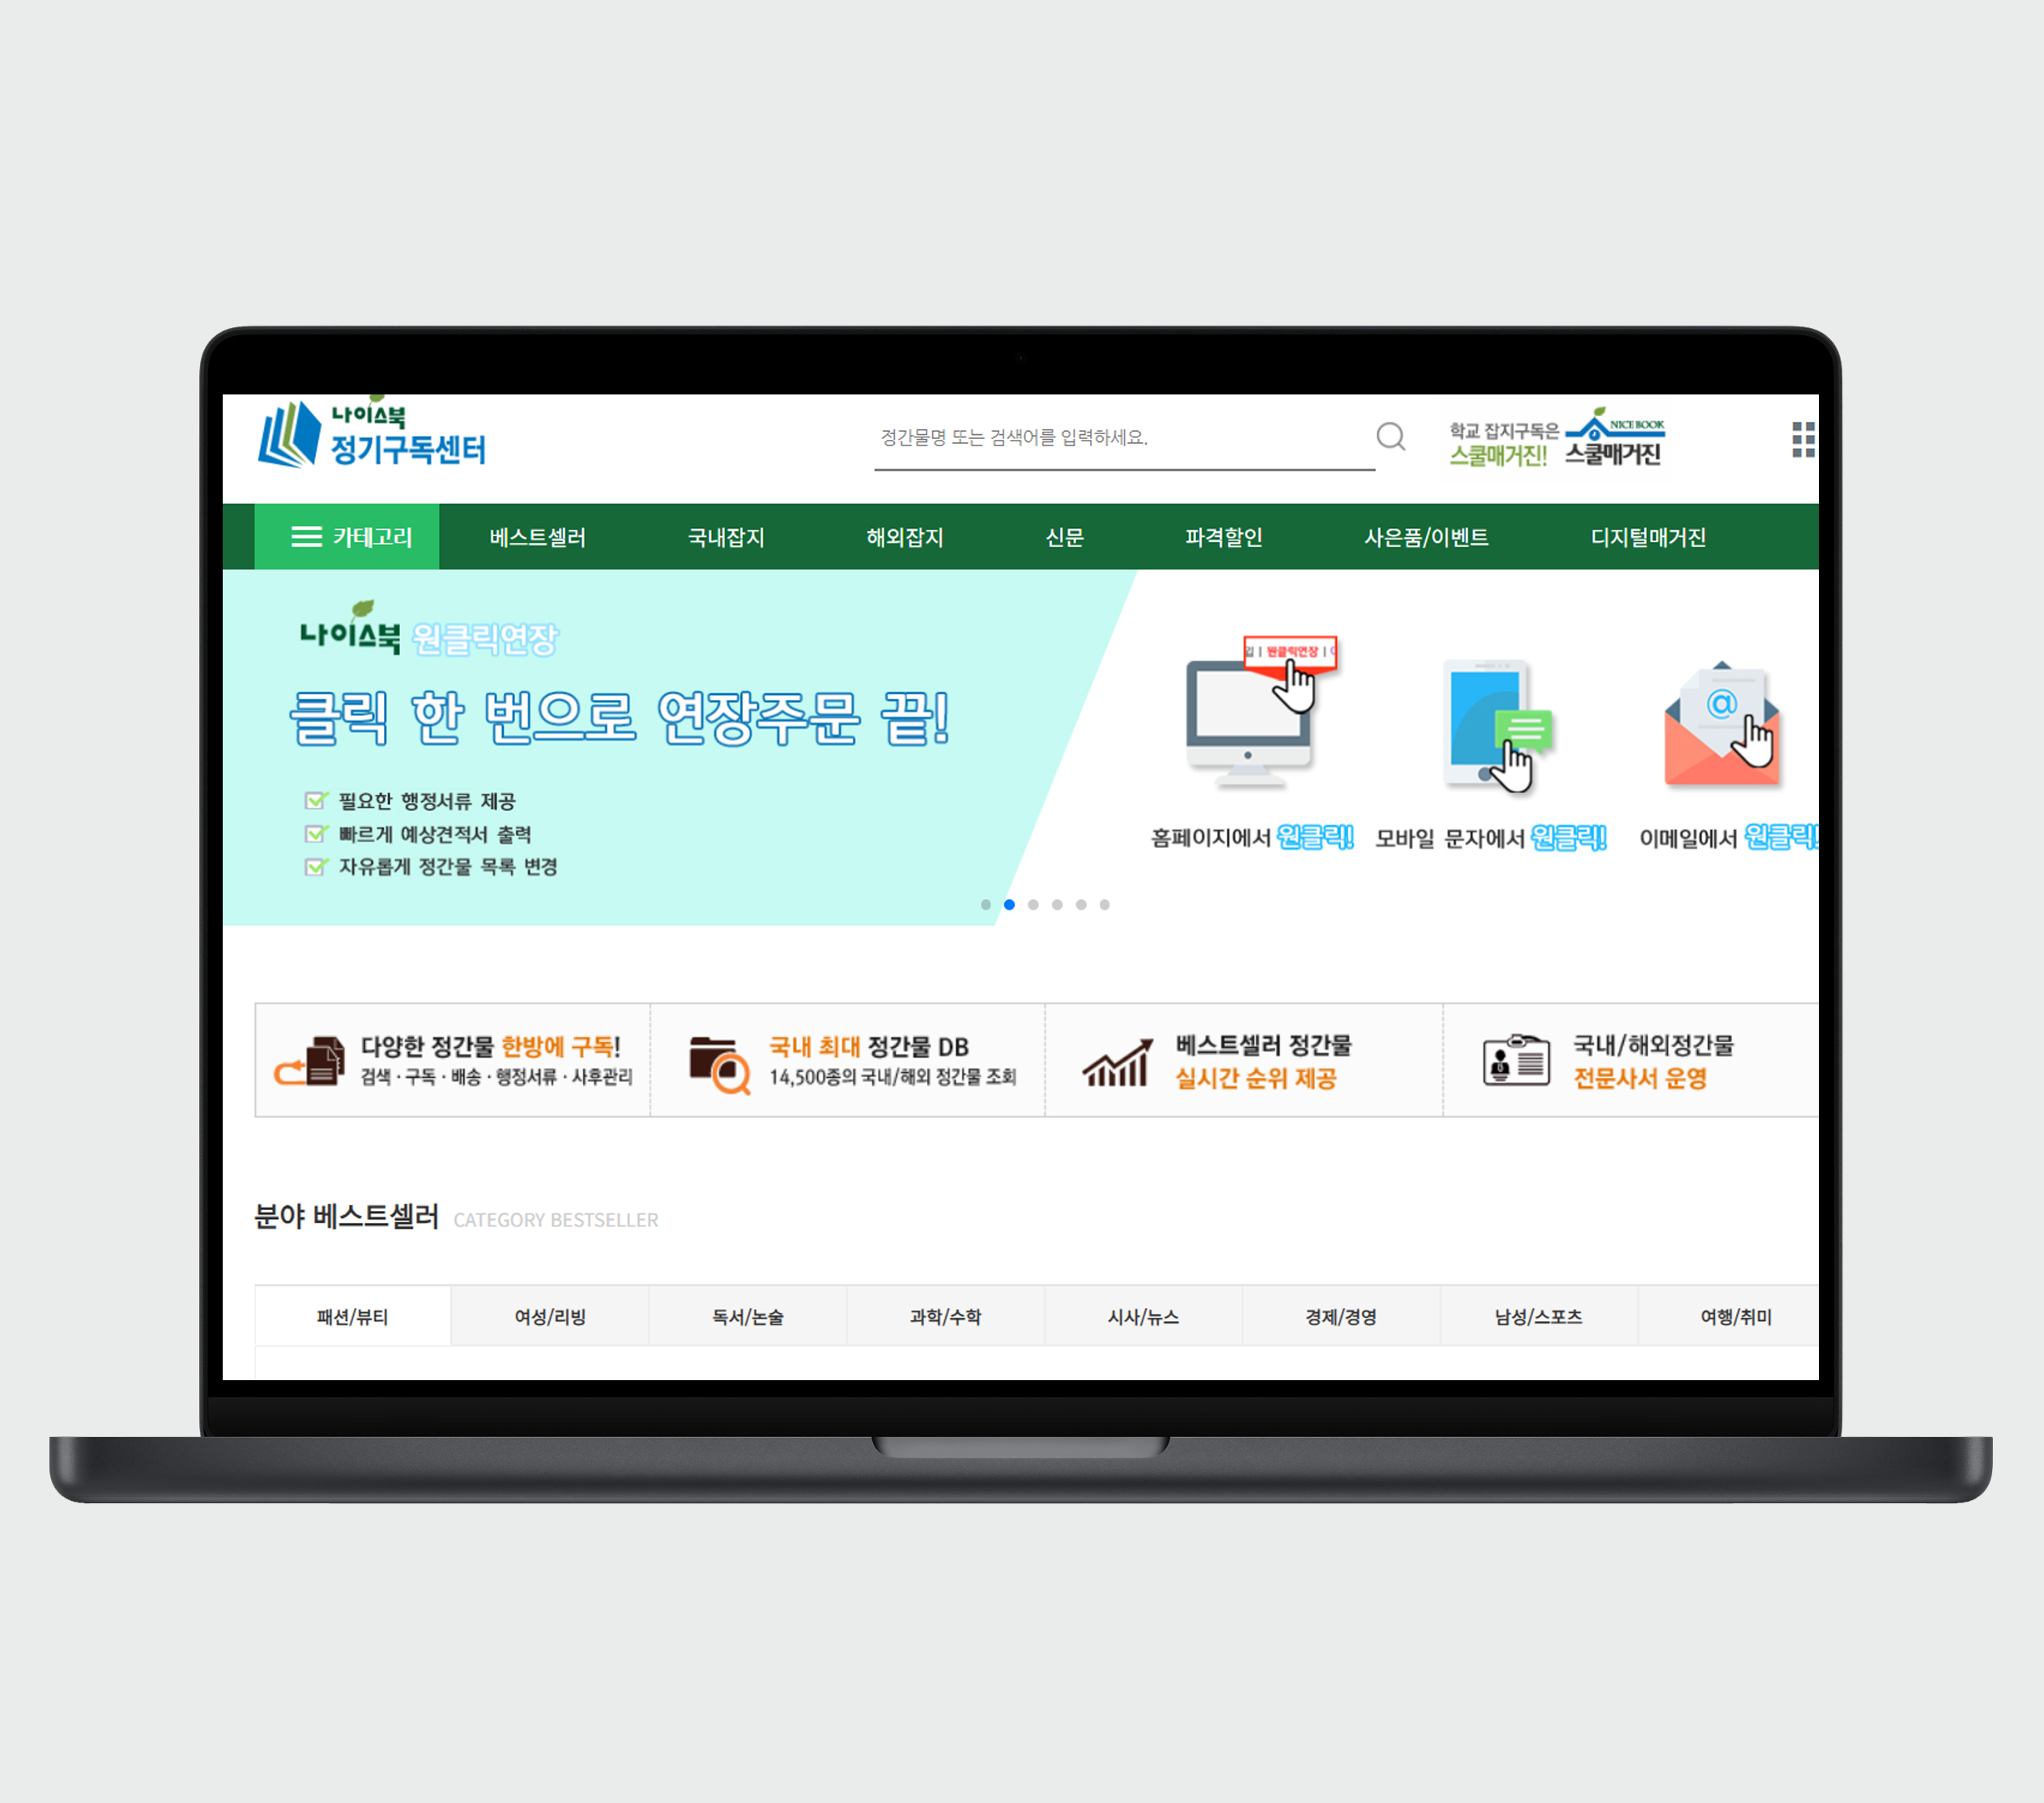 나이스북
정기구독센터
정간물명 또는 검색어를 입력하세요.
학교 잡지구독은
스쿨매거진!
NICE BOOK
스쿨매거진
카테고리
베스트셀러
국내잡지
해외잡지
신문
파격할인
사은품/이벤트
디지털매거진
나이스북 원클릭연장
클릭 한 번으로 연장주문 끝!
필요한 행정서류 제공
빠르게 예상견적서 출력
자유롭게 정간물 목록 변경
| 원클릭연장 |
@
홈페이지에서 원클릭!
모바일 문자에서 원클릭!
이메일에서 원클릭!
다양한 정간물 한방에 구독!
검색 · 구독 · 배송 · 행정서류 · 사후관리
국내 최대 정간물 DB
14,500종의 국내/해외 정간물 조회
베스트셀러 정간물
실시간 순위 제공
국내/해외정간물
전문사서 운영
분야 베스트셀러 CATEGORY BESTSELLER
패션/뷰티
여성/리빙
독서/논술
과학/수학
시사/뉴스
경제/경영
남성/스포츠
여행/취미